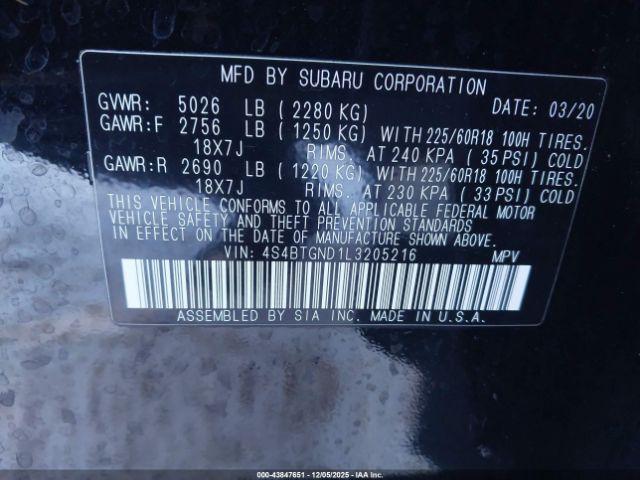 MFD BY SUBARU CORPORATION
GVWR: 5026 LB ( 2280 KG) DATE: 03/20
GAWR:F 2756 LB ( 1250 KG) WITH 225/60R18 100H TIRES.
18X7J RIMS. AT 240 KPA ( 35 PSI) COLD
GAWR:R 2690 LB ( 1220 KG) WITH 225/60R18 100H TIRES.
18X7J RIMS. AT 230 KPA ( 33 PSI) COLD
THIS VEHICLE CONFORMS TO ALL APPLICABLE FEDERAL MOTOR
VEHICLE SAFETY AND THEFT PREVENTION STANDARDS
IN EFFECT ON THE DATE OF MANUFACTURE SHOWN ABOVE.
VIN: 4S4BTGND1L3205216 MPV
ASSEMBLED BY SIA INC. MADE IN U.S.A.
IAA - 43847651 - 12/05/2025 - IAAI.COM